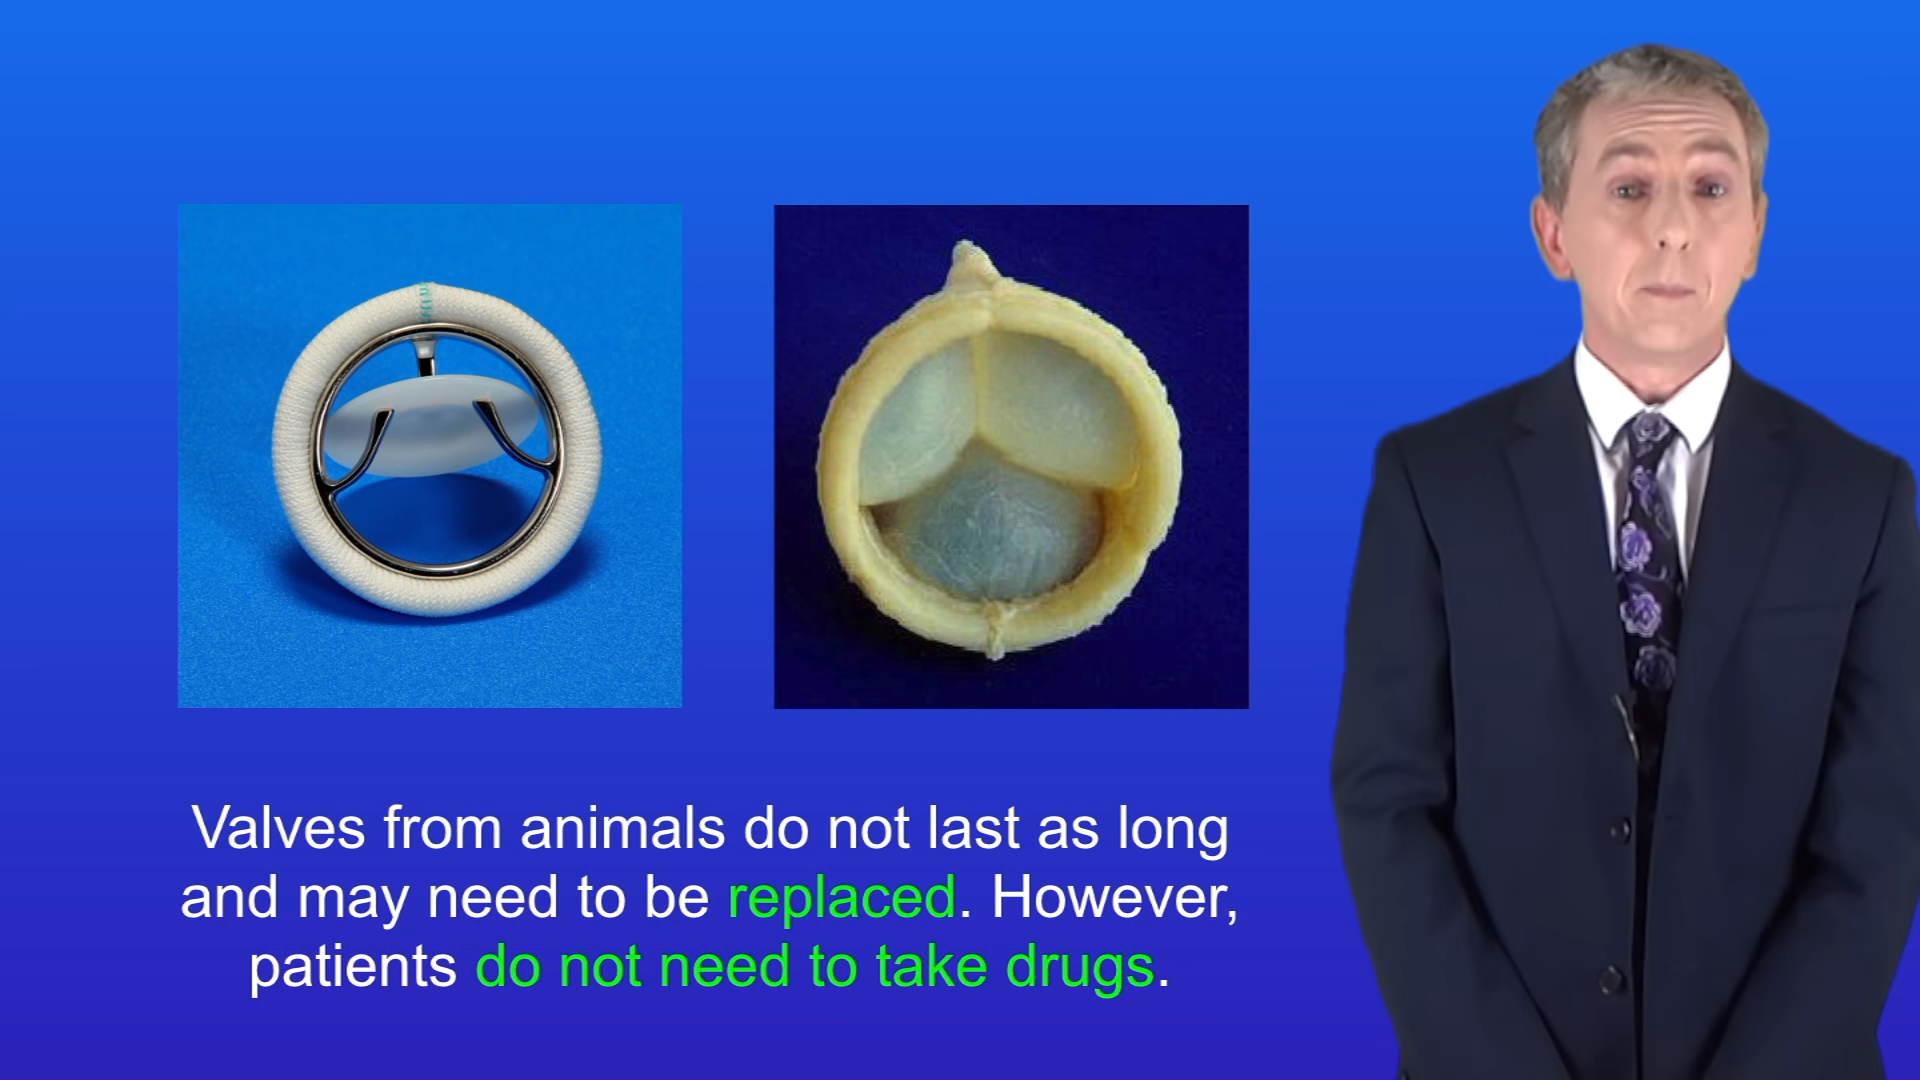 Valves from animals do not last as long
and may need to be replaced. However,
patients do not need to take drugs.